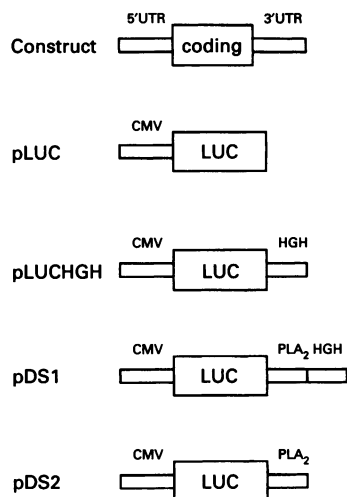 5'UTR 3'UTR
Construct coding
CMV
pLUC LUC
CMV HGH
pLUCHGH LUC
CMV PLA₂ HGH
pDS1 LUC
CMV PLA₂
pDS2 LUC